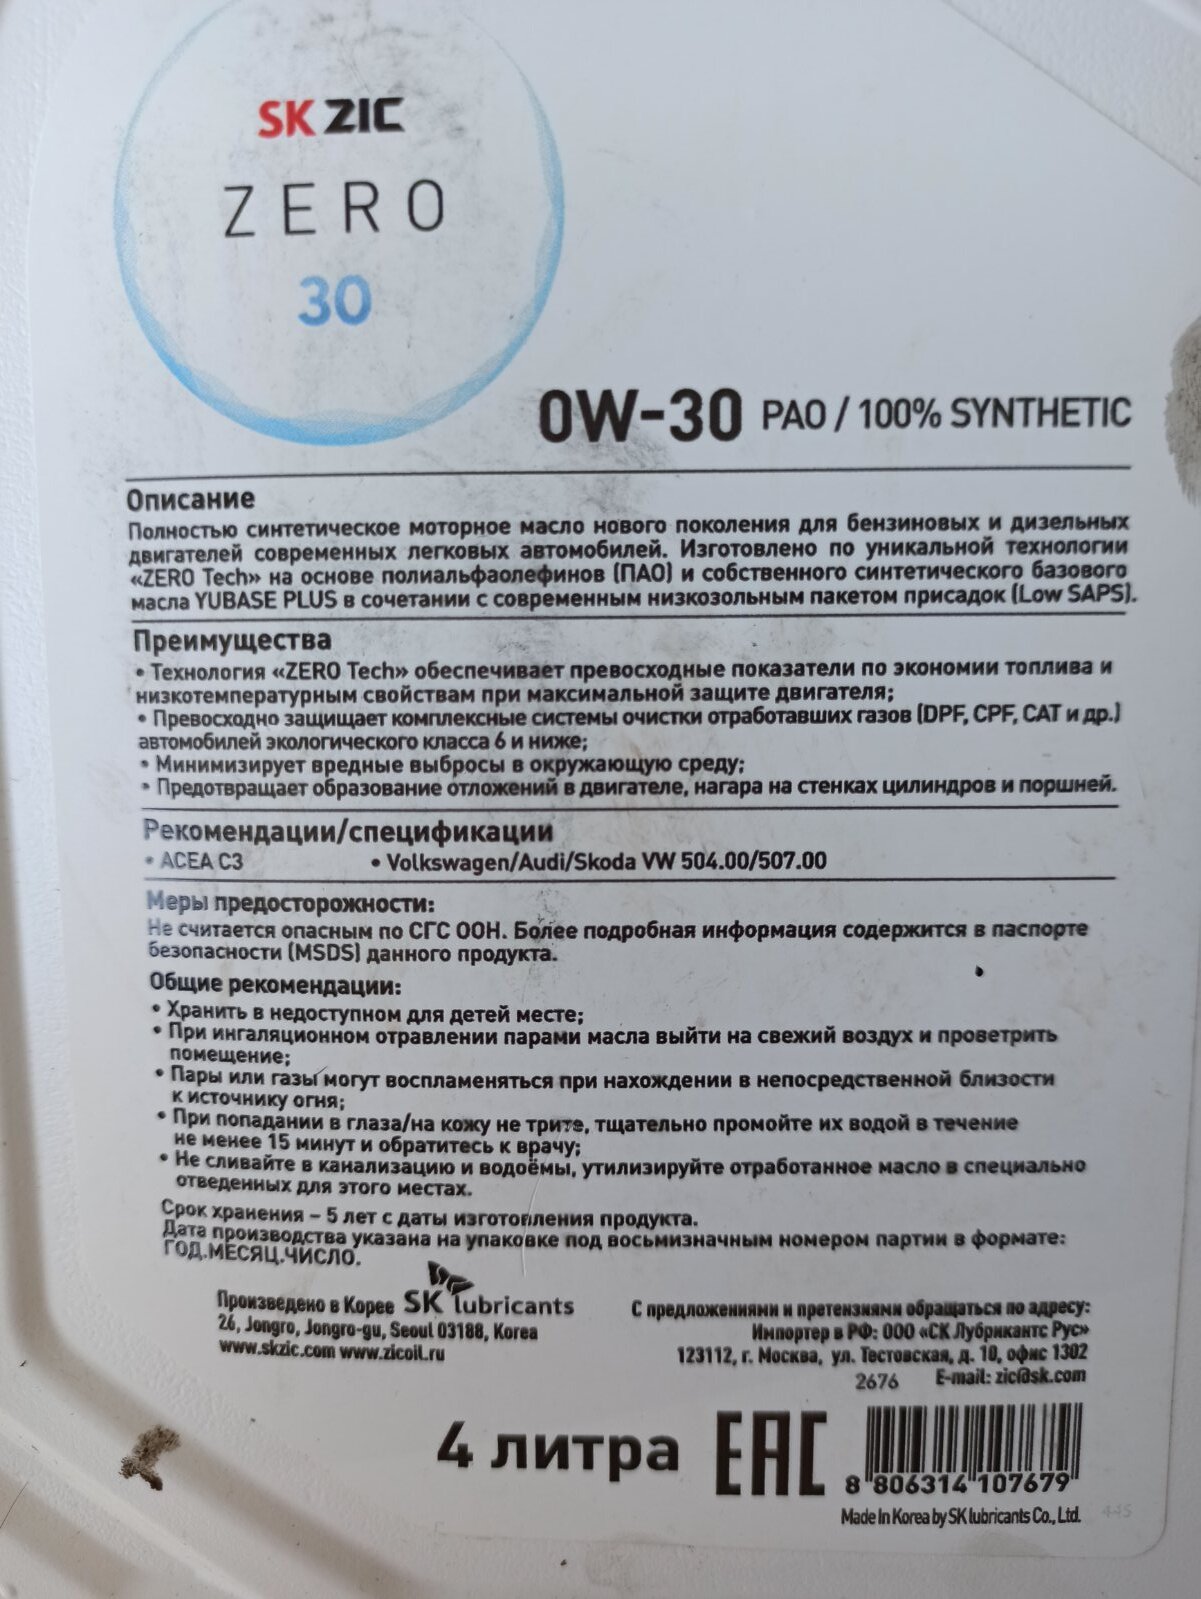 SK ZIC
ZERO
30
0W-30 PAO / 100% SYNTHETIC
Описание
Полностью синтетическое моторное масло нового поколения для бензиновых и дизельных
двигателей современных легковых автомобилей. Изготовлено по уникальной технологии
«ZERO Tech» на основе полиальфаолефинов (ПАО) и собственного синтетического базового
масла YUBASE PLUS в сочетании с современным низкозольным пакетом присадок (Low SAPS).
Преимущества
• Технология «ZERO Tech» обеспечивает превосходные показатели по экономии топлива и
низкотемпературным свойствам при максимальной защите двигателя;
• Превосходно защищает комплексные системы очистки отработавших газов (DPF, CPF, CAT и др.)
автомобилей экологического класса 6 и ниже;
• Минимизирует вредные выбросы в окружающую среду;
• Предотвращает образование отложений в двигателе, нагара на стенках цилиндров и поршней.
Рекомендации/спецификации
• ACEA C3 • Volkswagen/Audi/Skoda VW 504.00/507.00
Меры предосторожности:
Не считается опасным по СГС ООН. Более подробная информация содержится в паспорте
безопасности (MSDS) данного продукта.
Общие рекомендации:
• Хранить в недоступном для детей месте;
• При ингаляционном отравлении парами масла выйти на свежий воздух и проветрить
помещение;
• Пары или газы могут воспламеняться при нахождении в непосредственной близости
к источнику огня;
• При попадании в глаза/на кожу не трите, тщательно промойте их водой в течение
не менее 15 минут и обратитесь к врачу;
• Не сливайте в канализацию и водоёмы, утилизируйте отработанное масло в специально
отведенных для этого местах.
Срок хранения – 5 лет с даты изготовления продукта.
Дата производства указана на упаковке под восьмизначным номером партии в формате:
ГОД.МЕСЯЦ.ЧИСЛО.
Произведено в Корее SK lubricants
26, Jongro, Jongro-gu, Seoul 03188, Korea
www.skzic.com www.zicoil.ru
С предложениями и претензиями обращаться по адресу:
Импортер в РФ: ООО «СК Лубрикантс Рус»
123112, г. Москва, ул. Тестовская, д. 10, офис 1302
2676 E-mail: zic@sk.com
4 литра EAC
8 806314 107679
Made In Korea by SK lubricants Co., Ltd.
445